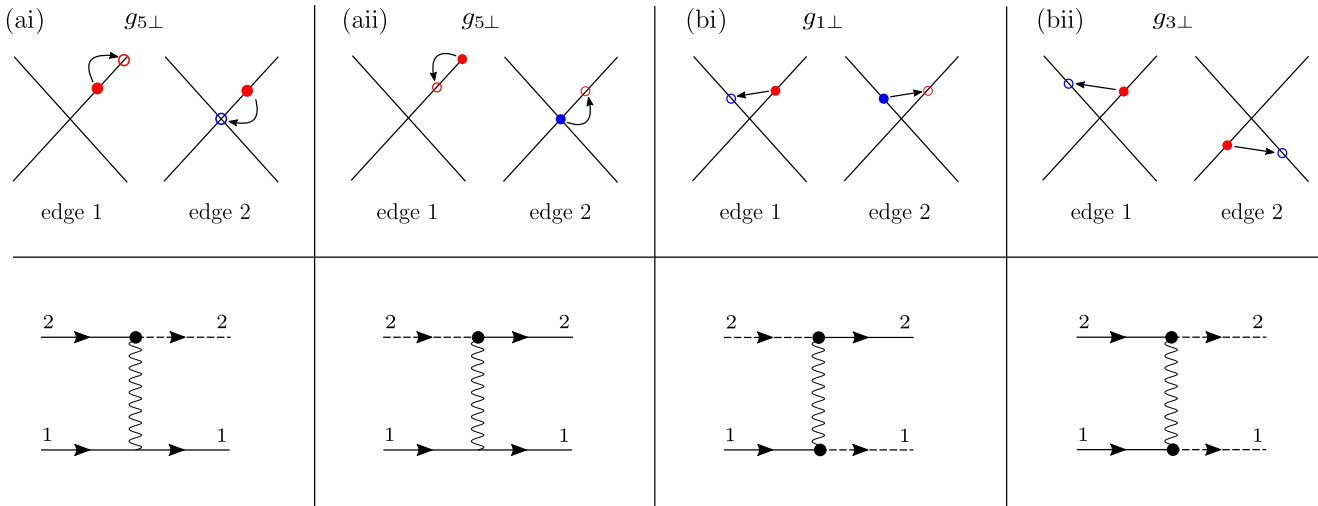 (ai) g5⊥ (aii) g5⊥ (bi) g1⊥ (bii) g3⊥
edge 1 edge 2 edge 1 edge 2 edge 1 edge 2 edge 1 edge 2
2 2 2 2 2 2 2 2
1 1 1 1 1 1 1 1